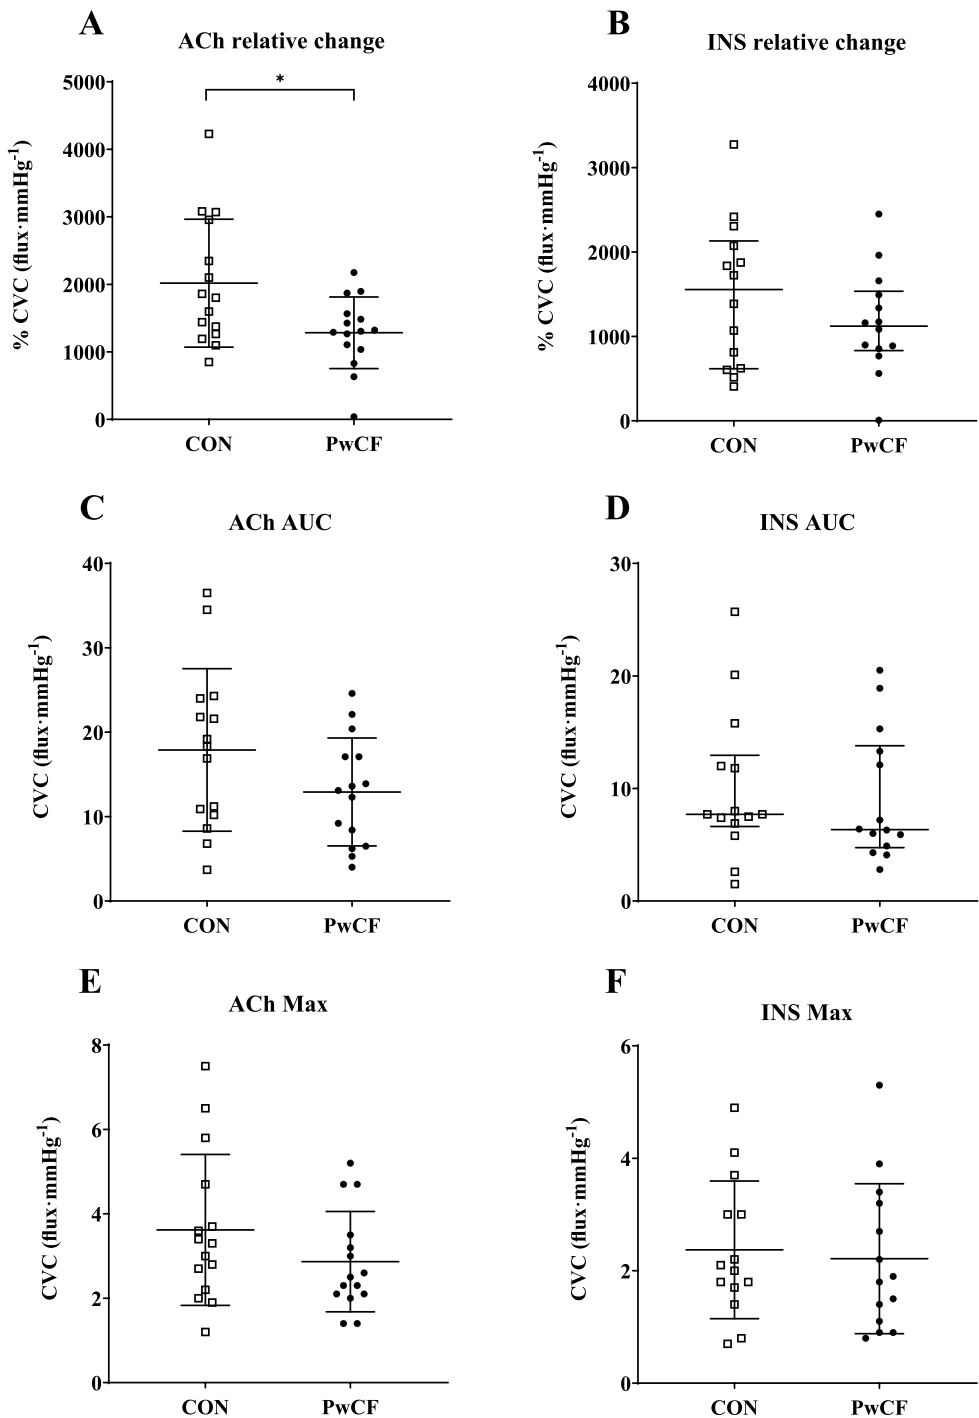 A
ACh relative change
% CVC (flux·mmHg-1)
5000
4000
3000
2000
1000
0
*
CON PwCF
B
INS relative change
% CVC (flux·mmHg-1)
4000
3000
2000
1000
0
CON PwCF
C
ACh AUC
CVC (flux·mmHg-1)
40
30
20
10
0
CON PwCF
D
INS AUC
CVC (flux·mmHg-1)
30
20
10
0
CON PwCF
E
ACh Max
CVC (flux·mmHg-1)
8
6
4
2
0
CON PwCF
F
INS Max
CVC (flux·mmHg-1)
6
4
2
0
CON PwCF